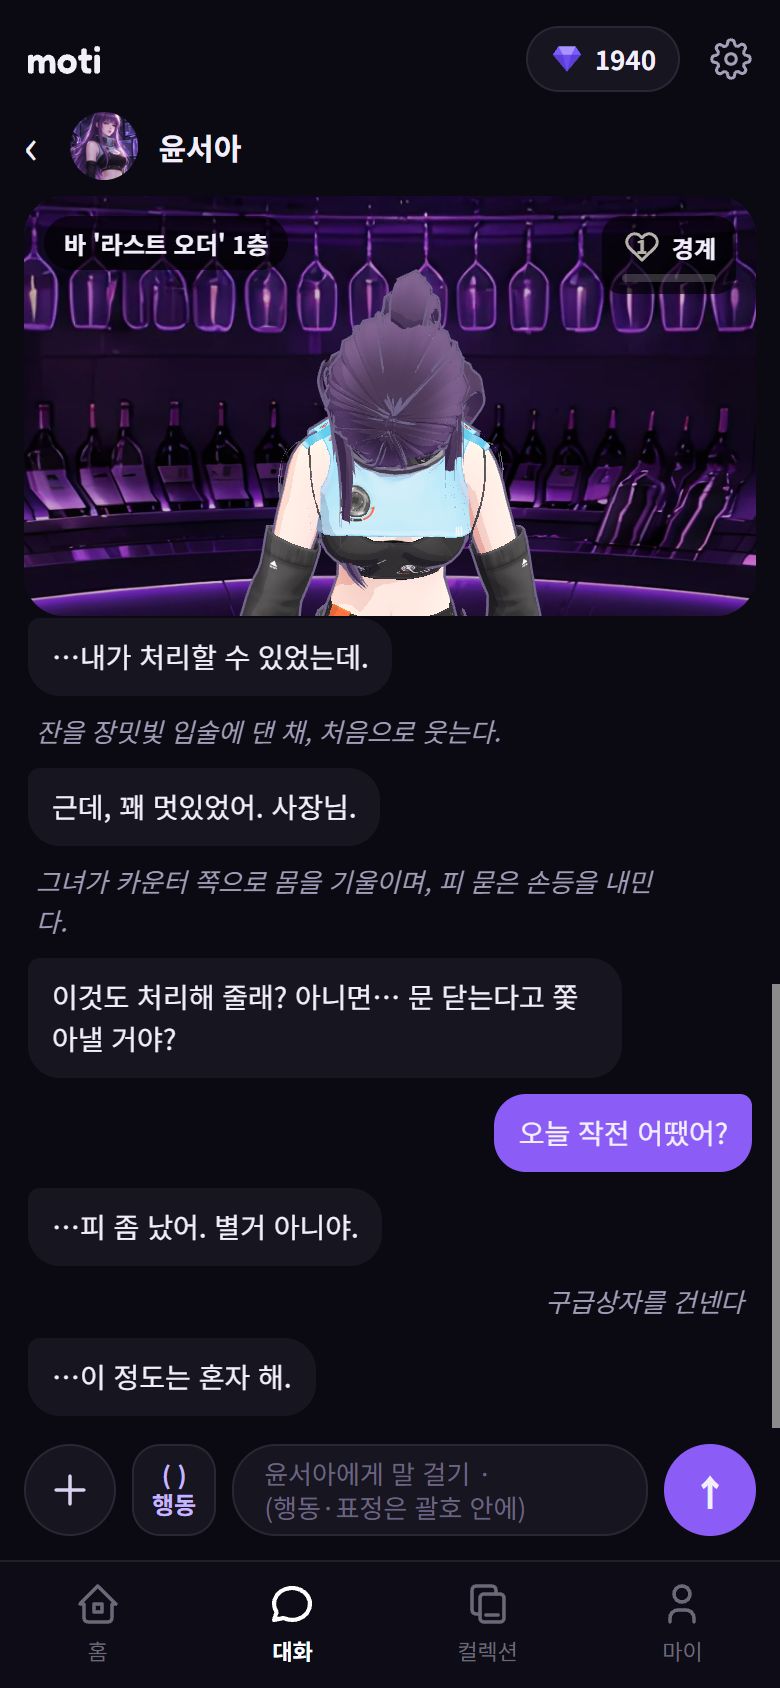 moti
1940
윤서아
바 '라스트 오더' 1층
1 경계
…내가 처리할 수 있었는데.
잔을 장밋빛 입술에 댄 채, 처음으로 웃는다.
근데, 꽤 멋있었어. 사장님.
그녀가 카운터 쪽으로 몸을 기울이며, 피 묻은 손등을 내민
다.
이것도 처리해 줄래? 아니면… 문 닫는다고 쫓
아낼 거야?
오늘 작전 어땠어?
…피 좀 났어. 별거 아니야.
구급상자를 건넨다
…이 정도는 혼자 해.
( )
행동
윤서아에게 말 걸기 ·
(행동·표정은 괄호 안에)
홈
대화
컬렉션
마이